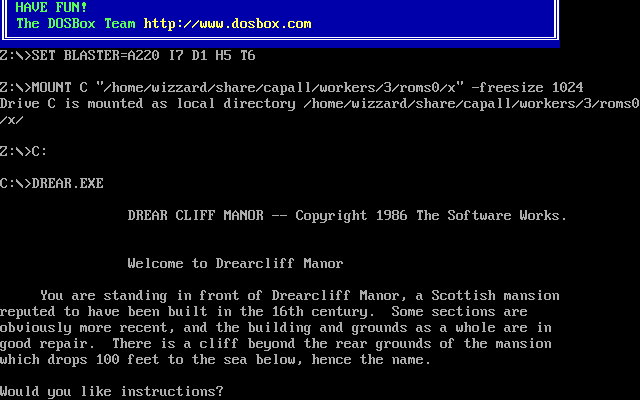 HAVE FUN!
The DOSBox Team http://www.dosbox.com
Z:\>SET BLASTER=A220 I7 D1 H5 T6
Z:\>MOUNT C "/home/wizzard/share/capall/workers/3/roms0/x" -freesize 1024
Drive C is mounted as local directory /home/wizzard/share/capall/workers/3/roms0
/x/
Z:\>C:
C:\>DREAR.EXE
DREAR CLIFF MANOR -- Copyright 1986 The Software Works.
Welcome to Drearcliff Manor
You are standing in front of Drearcliff Manor, a Scottish mansion
reputed to have been built in the 16th century.  Some sections are
obviously more recent, and the building and grounds as a whole are in
good repair.  There is a cliff beyond the rear grounds of the mansion
which drops 100 feet to the sea below, hence the name.
Would you like instructions?